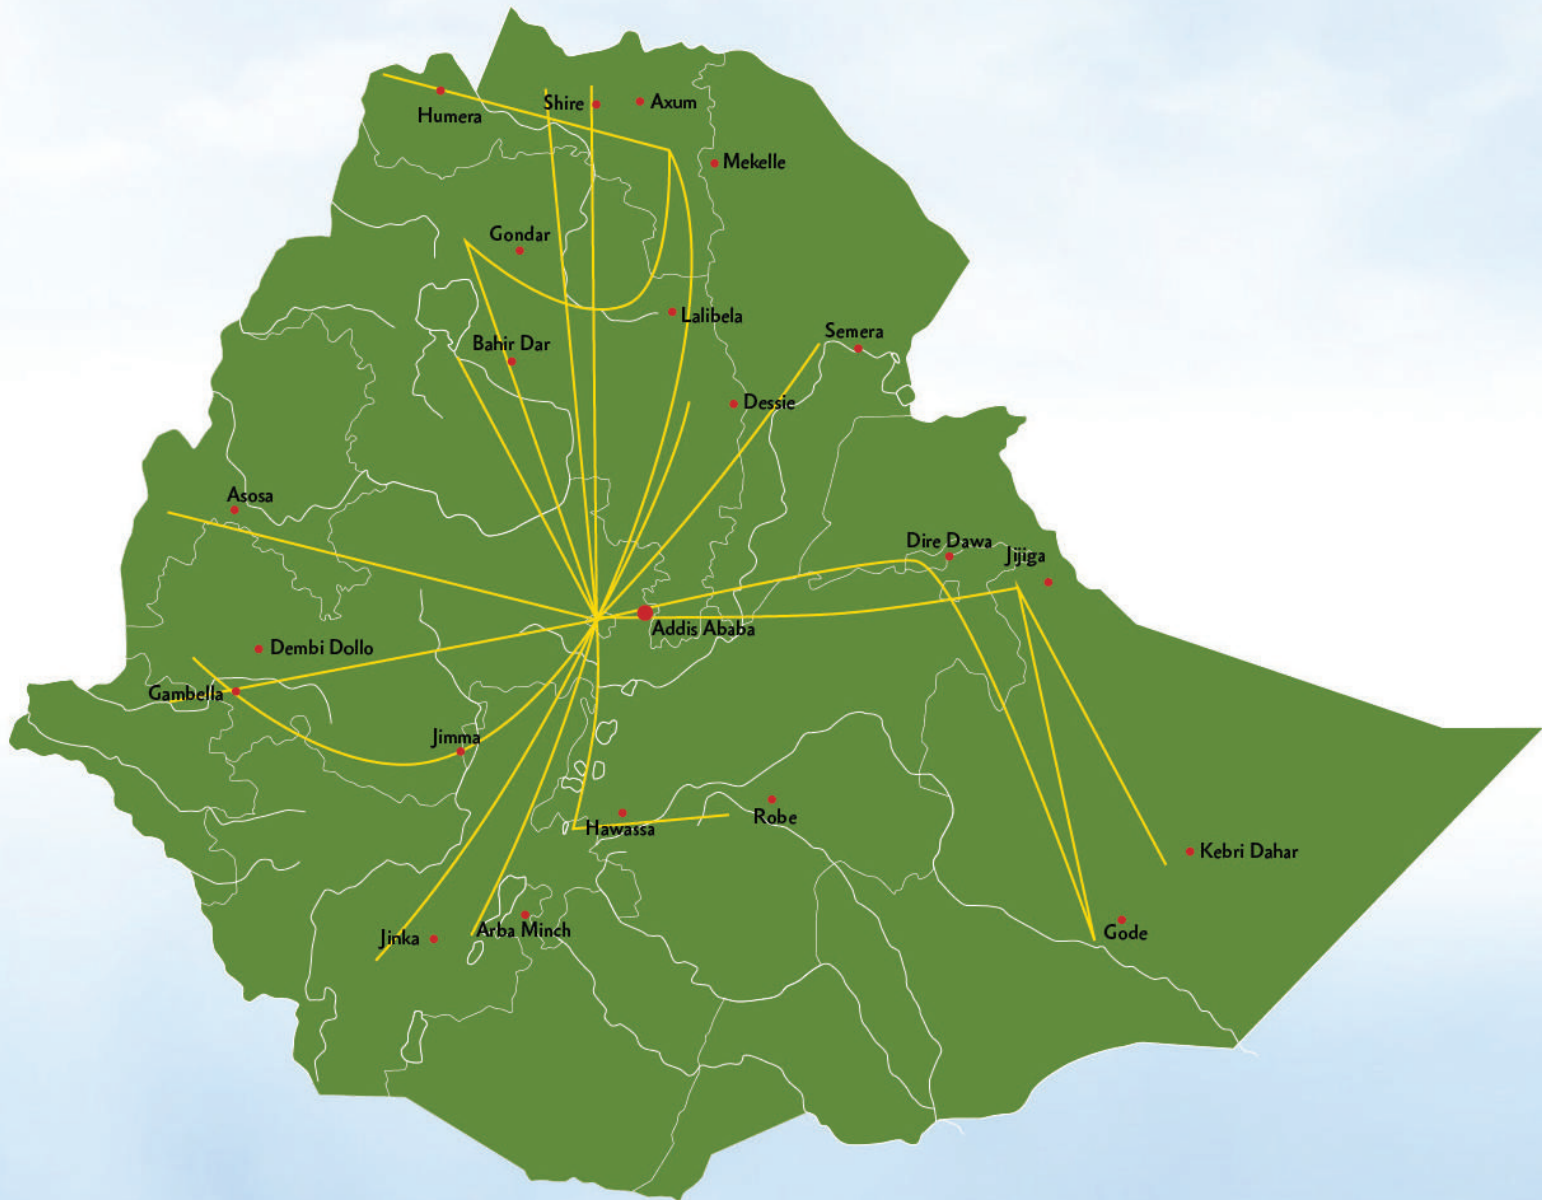 Shire
Axum
Humera
Mekelle
Gondar
Lalibela
Semera
Bahir Dar
Dessie
Asosa
Dire Dawa
Jijiga
Addis Ababa
Dembi Dollo
Gambella
Jimma
Robe
Hawassa
Kebri Dahar
Arba Minch
Gode
Jinka